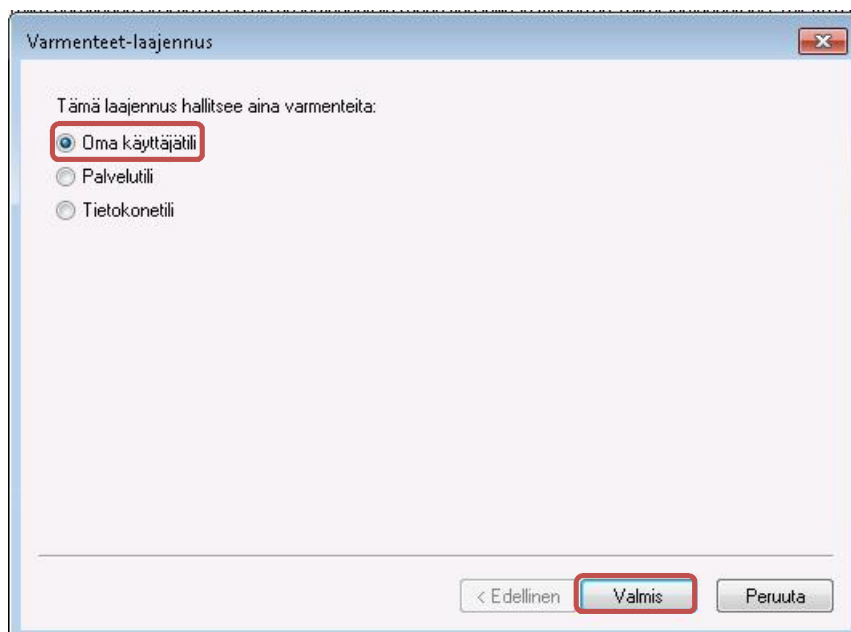 Varmenteet-laajennus
Tämä laajennus hallitsee aina varmenteita:
Oma käyttäjätili
Palvelutili
Tietokonetili
< Edellinen
Valmis
Peruuta